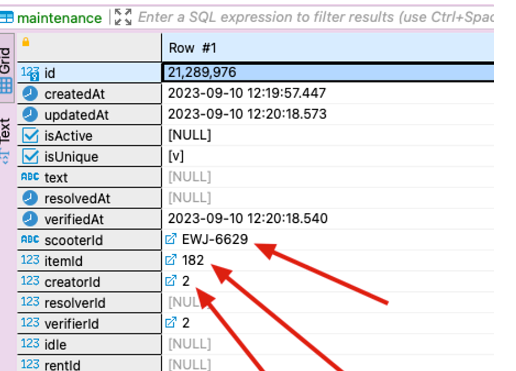 maintenance Enter a SQL expression to filter results (use Ctrl+Spac
Grid
Text
Row #1
123 id 21,289,976
createdAt 2023-09-10 12:19:57.447
updatedAt 2023-09-10 12:20:18.573
isActive [NULL]
isUnique [v]
ABC text [NULL]
resolvedAt [NULL]
verifiedAt 2023-09-10 12:20:18.540
ABC scooterId EWJ-6629
123 itemId 182
123 creatorId 2
123 resolverId [NULL]
123 verifierId 2
123 idle [NULL]
123 rentId [NULL]